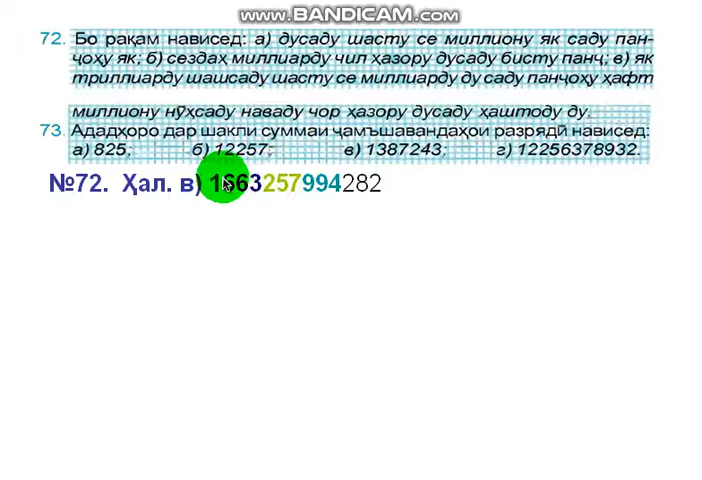 www.BANDICAM.com
72. Бо рақам нависед: а) дусаду шасту се миллиону як саду пан-
ҷоҳу як; б) сездаҳ миллиарду чил ҳазору дусаду бисту панҷ; в) як
триллиарду шашсаду шасту се миллиарду ду саду панҷоҳу ҳафт
миллиону нӯҳсаду наваду чор ҳазору дусаду ҳаштоду ду.
73. Ададҳоро дар шакли суммаи ҷамъшавандаҳои разрядӣ нависед:
а) 825; б) 12257; в) 1387243; г) 12256378932.
№72. Ҳал. в) 1663257994282